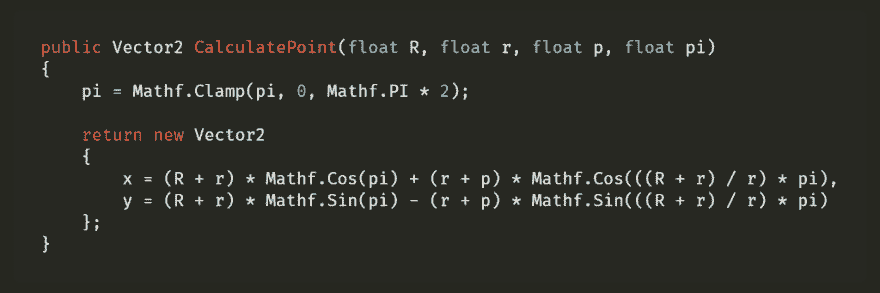 public Vector2 CalculatePoint(float R, float r, float p, float pi)
{
    pi = Mathf.Clamp(pi, 0, Mathf.PI * 2);

    return new Vector2
    {
        x = (R + r) * Mathf.Cos(pi) + (r + p) * Mathf.Cos(((R + r) / r) * pi),
        y = (R + r) * Mathf.Sin(pi) - (r + p) * Mathf.Sin(((R + r) / r) * pi)
    };
}